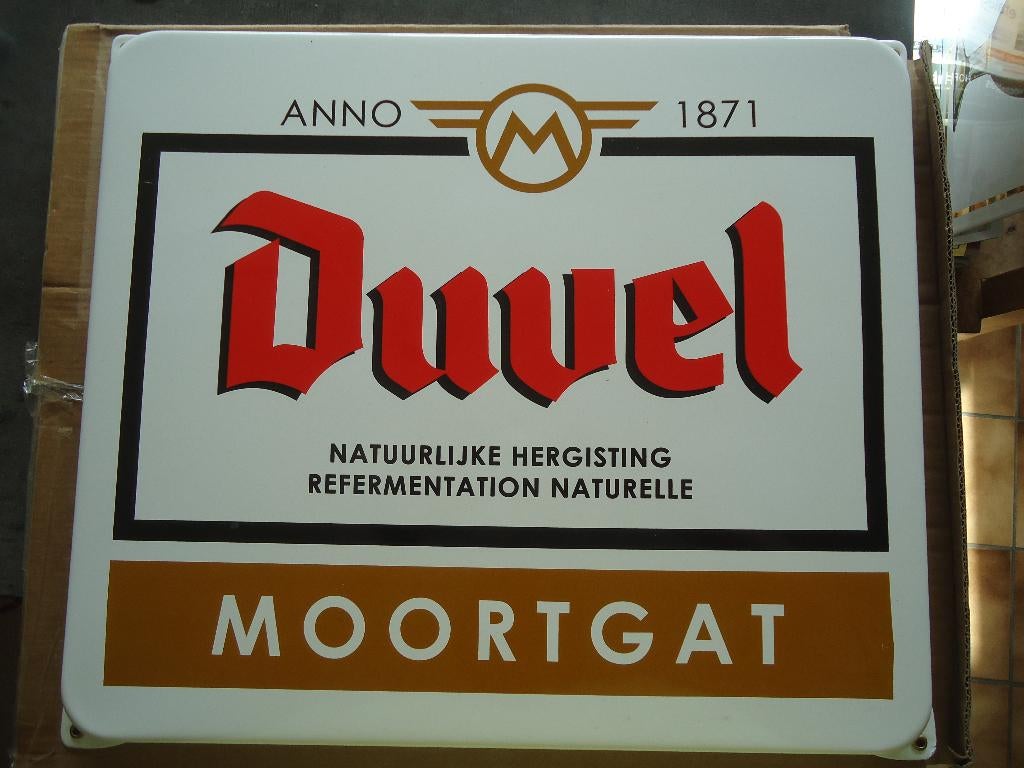 ANNO M 1871
Duvel
NATUURLIJKE HERGISTING
REFERMENTATION NATURELLE
MOORTGAT